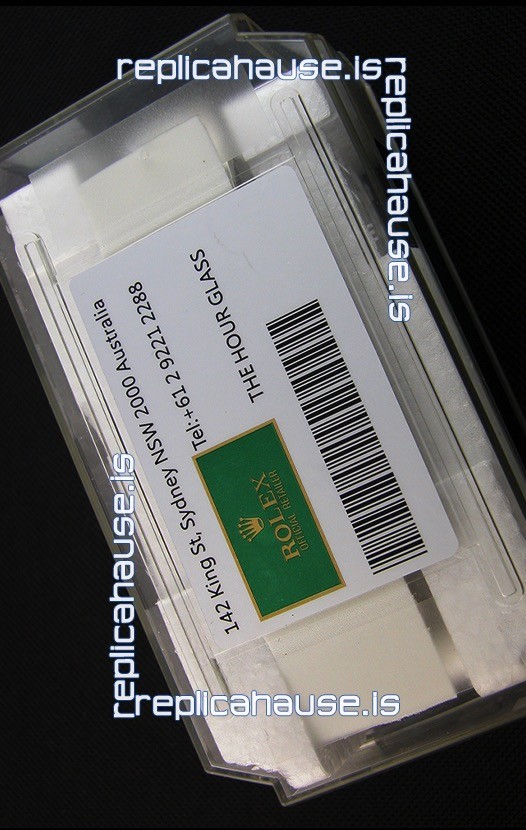 replicahause.is
replicahause.is
THE HOUR GLASS
Tel:+61 2 9221 2288
142 King St, Sydney NSW 2000 Australia
ROLEX
OFFICIAL RETAILER
replicahause.is
replicahause.is